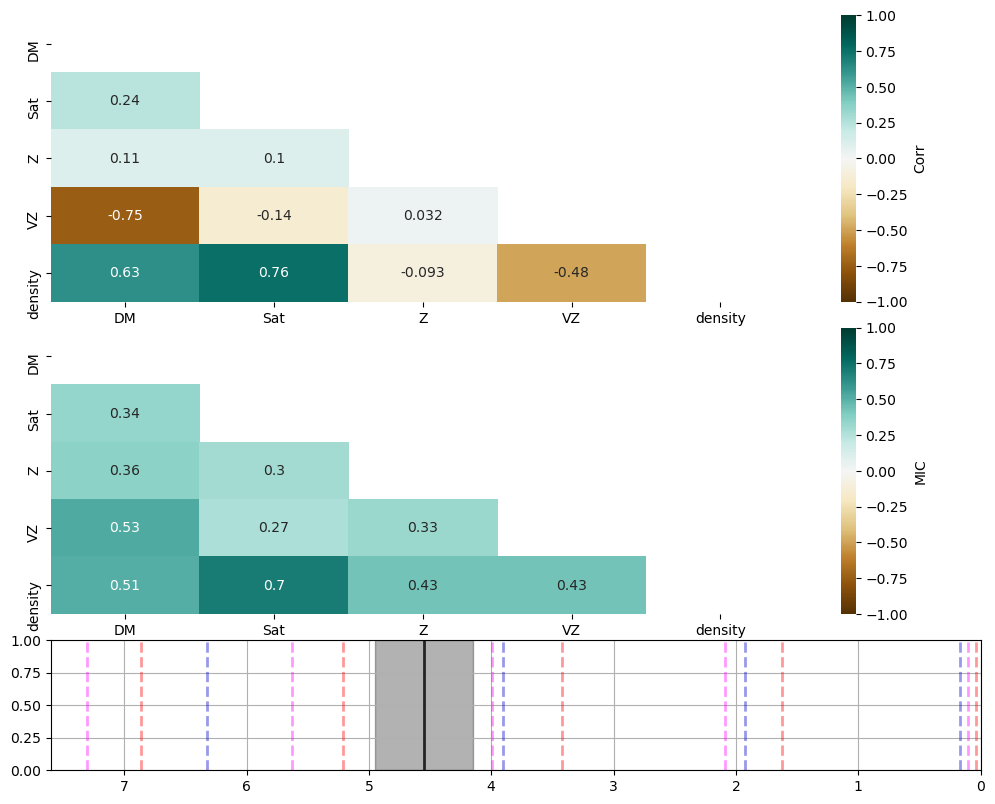 DM
Sat
Z
VZ
density
0.24
0.11 0.1
-0.75 -0.14 0.032
0.63 0.76 -0.093 -0.48
DM Sat Z VZ density
1.00
0.75
0.50
0.25
0.00
−0.25
−0.50
−0.75
−1.00
Corr
DM
Sat
Z
VZ
density
0.34
0.36 0.3
0.53 0.27 0.33
0.51 0.7 0.43 0.43
DM Sat Z VZ density
1.00
0.75
0.50
0.25
0.00
−0.25
−0.50
−0.75
−1.00
MIC
1.00
0.75
0.50
0.25
0.00
7 6 5 4 3 2 1 0